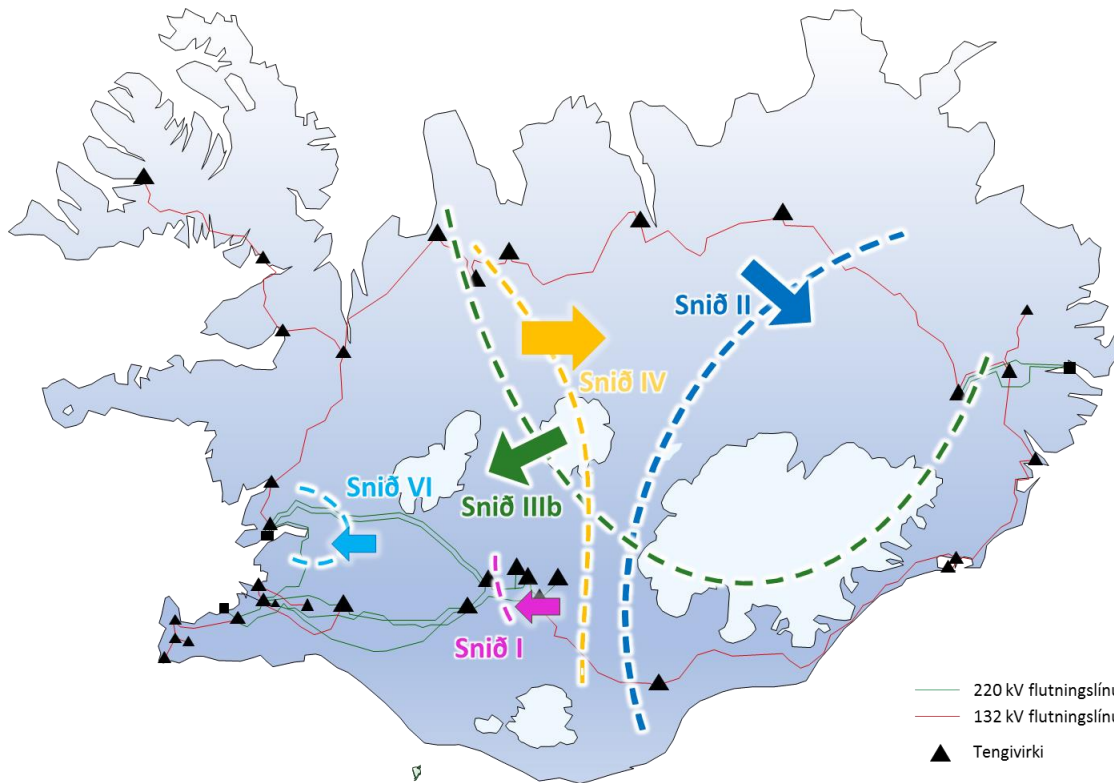 Snið II
Snið IV
Snið VI
Snið IIIb
Snið I
220 kV flutningslínu
132 kV flutningslínu
Tengivirki